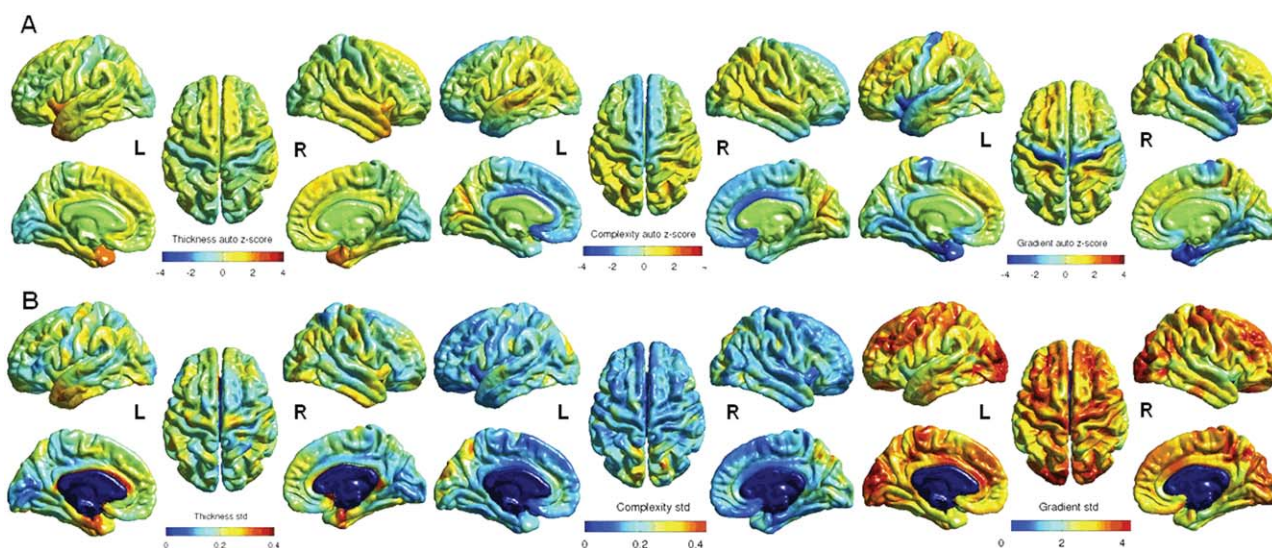 A
L
R
L
R
L
R
Thickness auto z-score
-4 -2 0 2 4
Complexity auto z-score
-4 -2 0 2
Gradient auto z-score
-4 -2 0 2 4
B
L
R
L
R
L
R
Thickness std
0 0.2 0.4
Complexity std
0 0.2 0.4
Gradient std
0 2 4